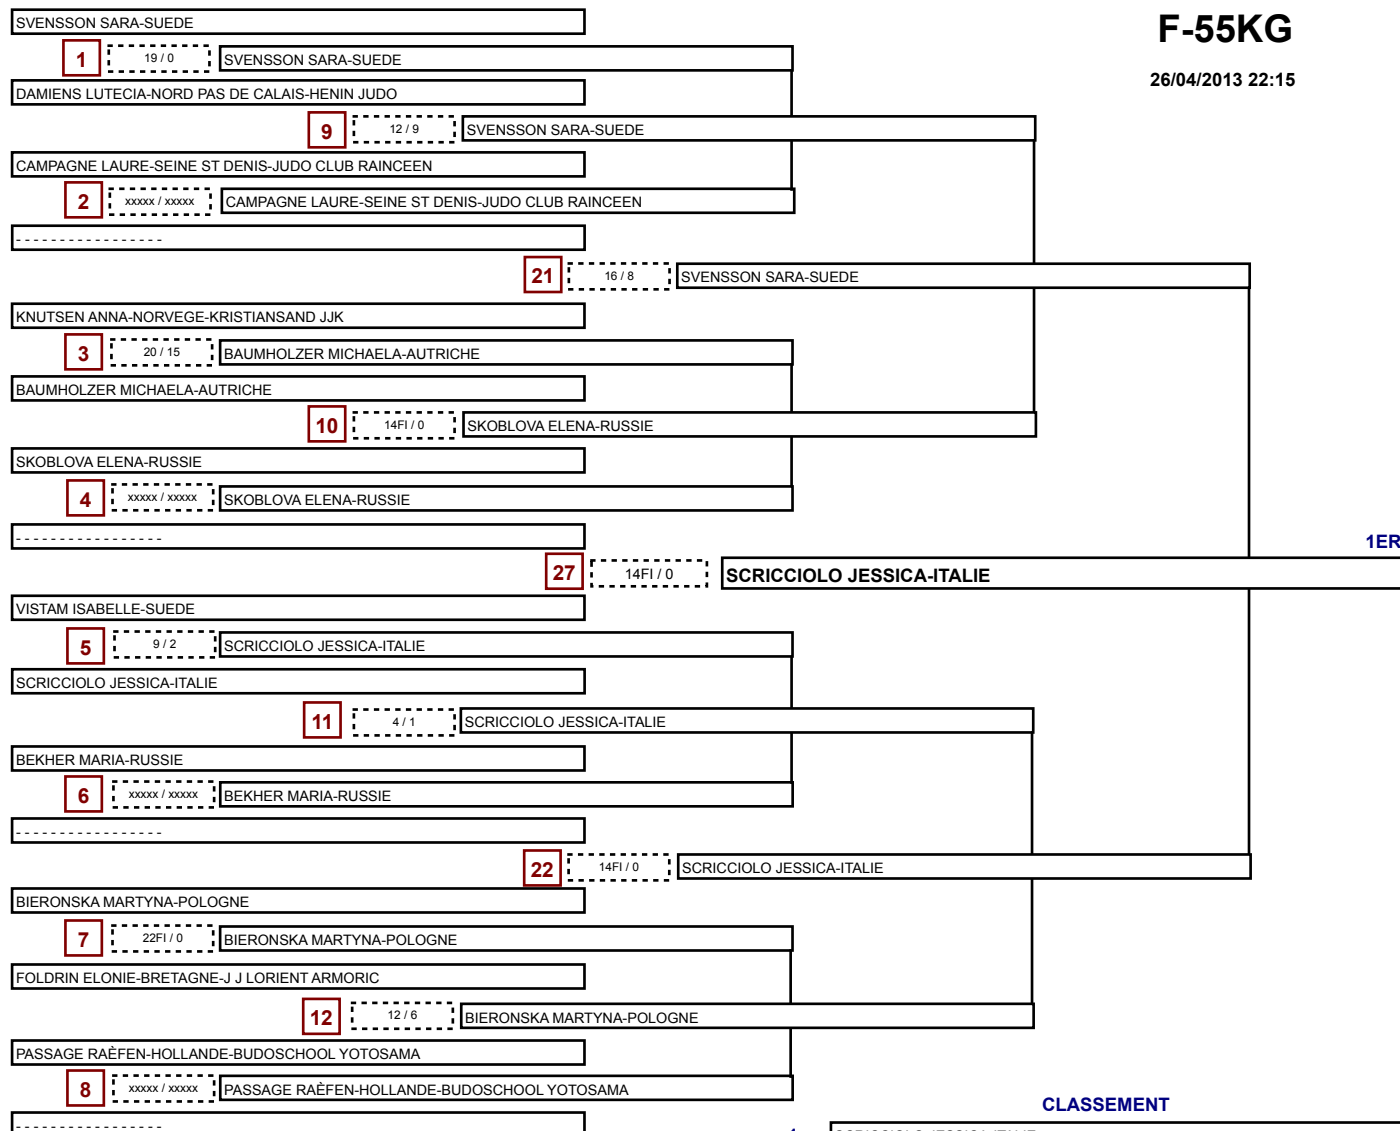 F-55KG
26/04/2013 22:15
SVENSSON SARA-SUEDE
1 19 / 0 SVENSSON SARA-SUEDE
DAMIENS LUTECIA-NORD PAS DE CALAIS-HENIN JUDO
9 12 / 9 SVENSSON SARA-SUEDE
CAMPAGNE LAURE-SEINE ST DENIS-JUDO CLUB RAINCEEN
2 xxxxx / xxxxx CAMPAGNE LAURE-SEINE ST DENIS-JUDO CLUB RAINCEEN
- - - - - - - - - - - - - - - - -
21 16 / 8 SVENSSON SARA-SUEDE
KNUTSEN ANNA-NORVEGE-KRISTIANSAND JJK
3 20 / 15 BAUMHOLZER MICHAELA-AUTRICHE
BAUMHOLZER MICHAELA-AUTRICHE
10 14FI / 0 SKOBLOVA ELENA-RUSSIE
SKOBLOVA ELENA-RUSSIE
4 xxxxx / xxxxx SKOBLOVA ELENA-RUSSIE
- - - - - - - - - - - - - - - - -
1ER
27 14FI / 0 SCRICCIOLO JESSICA-ITALIE
VISTAM ISABELLE-SUEDE
5 9 / 2 SCRICCIOLO JESSICA-ITALIE
SCRICCIOLO JESSICA-ITALIE
11 4 / 1 SCRICCIOLO JESSICA-ITALIE
BEKHER MARIA-RUSSIE
6 xxxxx / xxxxx BEKHER MARIA-RUSSIE
- - - - - - - - - - - - - - - - -
22 14FI / 0 SCRICCIOLO JESSICA-ITALIE
BIERONSKA MARTYNA-POLOGNE
7 22FI / 0 BIERONSKA MARTYNA-POLOGNE
FOLDRIN ELONIE-BRETAGNE-J J LORIENT ARMORIC
12 12 / 6 BIERONSKA MARTYNA-POLOGNE
PASSAGE RAÈFEN-HOLLANDE-BUDOSCHOOL YOTOSAMA
8 xxxxx / xxxxx PASSAGE RAÈFEN-HOLLANDE-BUDOSCHOOL YOTOSAMA
CLASSEMENT
- - - - - - - - - - - - - - - - -